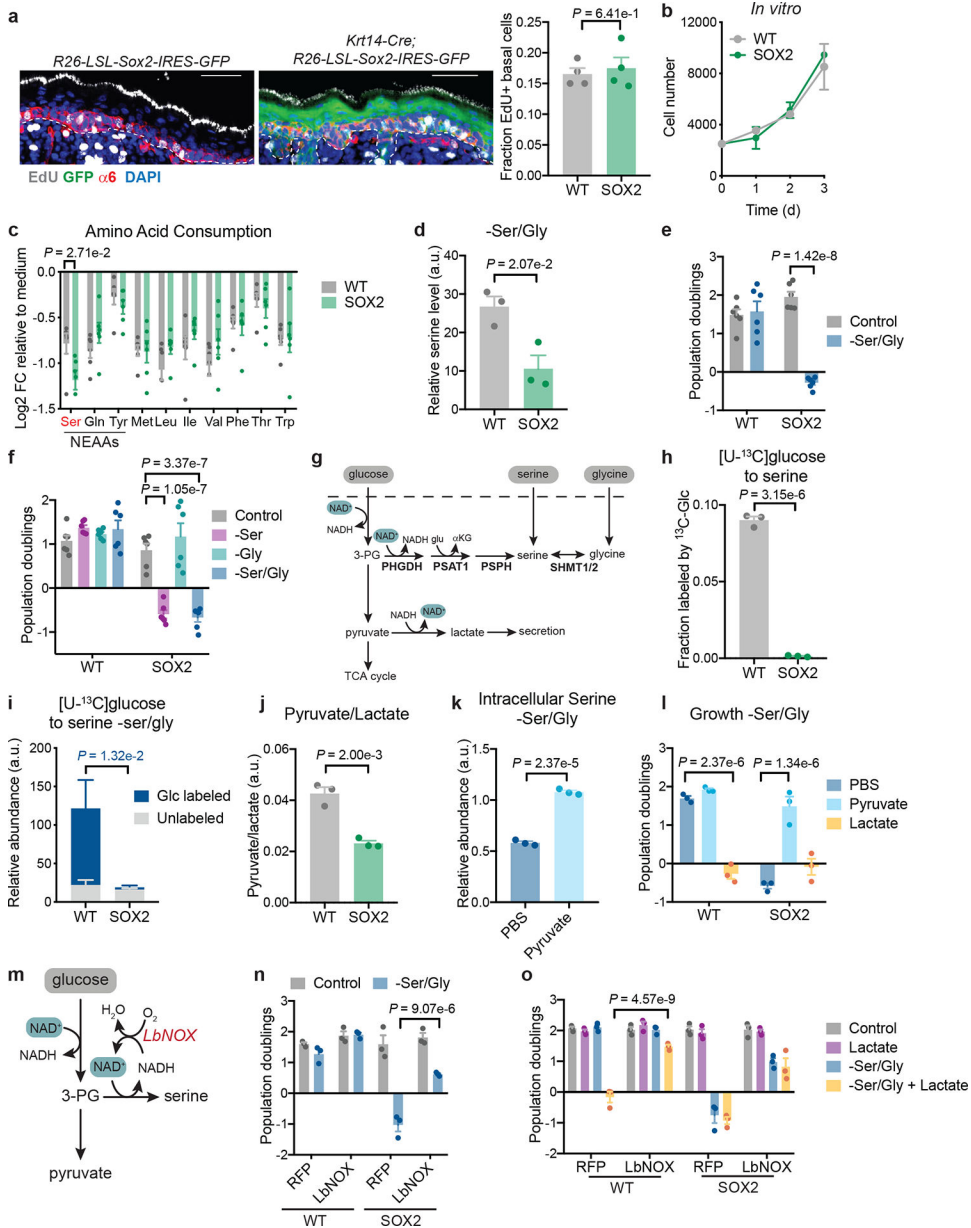 a
R26-LSL-Sox2-IRES-GFP
Krt14-Cre;
R26-LSL-Sox2-IRES-GFP
EdU GFP α6 DAPI
P = 6.41e-1
Fraction EdU+ basal cells
0.25
0.20
0.15
0.10
0.05
0.00
WT SOX2
b
In vitro
WT
SOX2
Cell number
12000
8000
4000
0
0 1 2 3
Time (d)
c
Amino Acid Consumption
P = 2.71e-2
Log2 FC relative to medium
0.0
-0.5
-1.0
-1.5
WT
SOX2
Ser Gln Tyr Met Leu Ile Val Phe Thr Trp
NEAAs
d
-Ser/Gly
P = 2.07e-2
Relative serine level (a.u.)
40
30
20
10
0
WT SOX2
e
P = 1.42e-8
Population doublings
3
2
1
0
-1
WT SOX2
Control
-Ser/Gly
f
P = 3.37e-7
P = 1.05e-7
Population doublings
2
1
0
-1
WT SOX2
Control
-Ser
-Gly
-Ser/Gly
g
glucose serine glycine
NAD+
NADH
NAD+ NADH glu αKG
3-PG serine glycine
PHGDH PSAT1 PSPH SHMT1/2
NADH NAD+
pyruvate lactate secretion
TCA cycle
h
[U-13C]glucose
to serine
P = 3.15e-6
Fraction labeled by 13C-Glc
0.10
0.05
0.00
WT SOX2
i
[U-13C]glucose
to serine -ser/gly
P = 1.32e-2
Relative abundance (a.u.)
200
150
100
50
0
WT SOX2
Glc labeled
Unlabeled
j
Pyruvate/Lactate
P = 2.00e-3
Pyruvate/lactate (a.u.)
0.06
0.04
0.02
0.00
WT SOX2
k
Intracellular Serine
-Ser/Gly
P = 2.37e-5
Relative abundance (a.u.)
1.5
1.0
0.5
0.0
PBS
Pyruvate
l
Growth -Ser/Gly
P = 2.37e-6 P = 1.34e-6
Population doublings
3
2
1
0
-1
WT SOX2
PBS
Pyruvate
Lactate
m
glucose
NAD+
NADH
H2O O2
LbNOX
NAD+ NADH
3-PG serine
pyruvate
n
Control -Ser/Gly
P = 9.07e-6
Population doublings
3
2
1
0
-1
-2
RFP
LbNOX
RFP
LbNOX
WT SOX2
o
P = 4.57e-9
Population doublings
3
2
1
0
-1
-2
RFP LbNOX RFP LbNOX
WT SOX2
Control
Lactate
-Ser/Gly
-Ser/Gly + Lactate